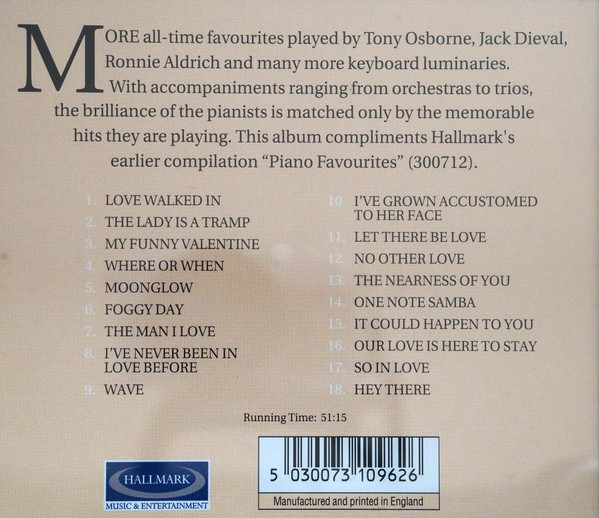 MORE all-time favourites played by Tony Osborne, Jack Dieval,
Ronnie Aldrich and many more keyboard luminaries.
With accompaniments ranging from orchestras to trios,
the brilliance of the pianists is matched only by the memorable
hits they are playing. This album compliments Hallmark's
earlier compilation “Piano Favourites” (300712).
1. LOVE WALKED IN
2. THE LADY IS A TRAMP
3. MY FUNNY VALENTINE
4. WHERE OR WHEN
5. MOONGLOW
6. FOGGY DAY
7. THE MAN I LOVE
8. I'VE NEVER BEEN IN
LOVE BEFORE
9. WAVE
10. I'VE GROWN ACCUSTOMED
TO HER FACE
11. LET THERE BE LOVE
12. NO OTHER LOVE
13. THE NEARNESS OF YOU
14. ONE NOTE SAMBA
15. IT COULD HAPPEN TO YOU
16. OUR LOVE IS HERE TO STAY
17. SO IN LOVE
18. HEY THERE
Running Time: 51:15
HALLMARK
MUSIC & ENTERTAINMENT
5 030073 109626
Manufactured and printed in England